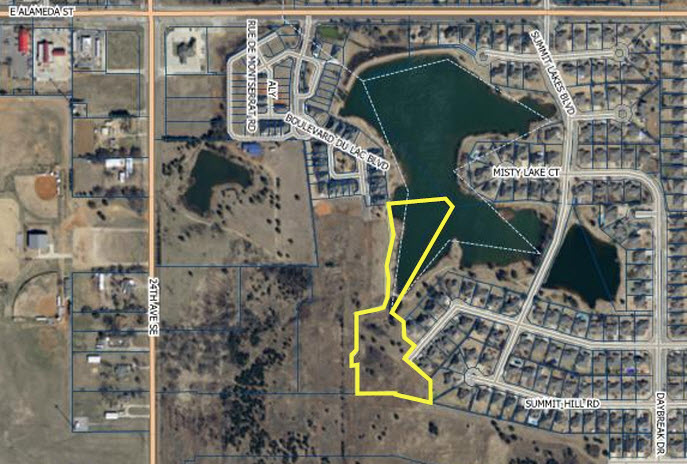 E ALAMEDA ST
SUMMIT LAKES BLVD
RUE DE MONTSERRAT RD
ALY
BOULEVARD DU LAC BLVD
MISTY LAKE CT
24TH AVE SE
SUMMIT HILL RD
DAYBREAK DR